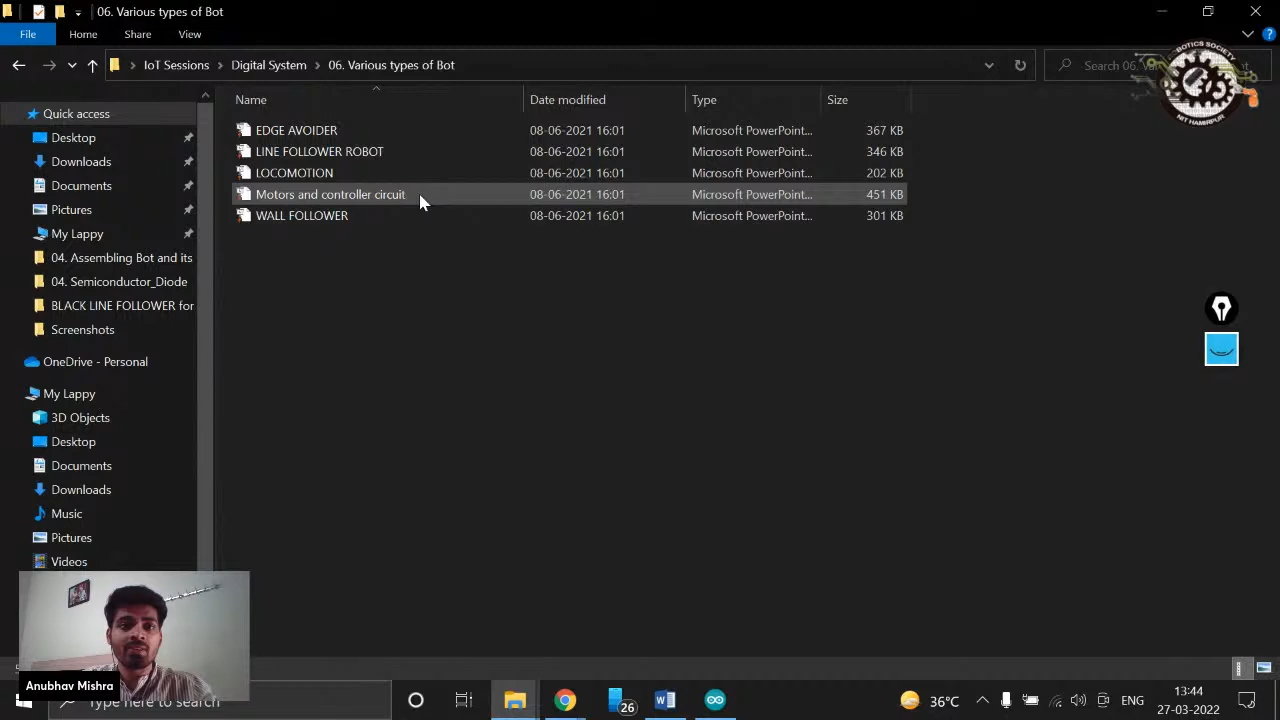 06. Various types of Bot
File Home Share View
IoT Sessions Digital System 06. Various types of Bot
Search 06.
ROBOTICS SOCIETY
NIT HAMIRPUR
Name Date modified Type Size
EDGE AVOIDER 08-06-2021 16:01 Microsoft PowerPoint... 367 KB
LINE FOLLOWER ROBOT 08-06-2021 16:01 Microsoft PowerPoint... 346 KB
LOCOMOTION 08-06-2021 16:01 Microsoft PowerPoint... 202 KB
Motors and controller circuit 08-06-2021 16:01 Microsoft PowerPoint... 451 KB
WALL FOLLOWER 08-06-2021 16:01 Microsoft PowerPoint... 301 KB
Quick access
Desktop
Downloads
Documents
Pictures
My Lappy
04. Assembling Bot and its
04. Semiconductor_Diode
BLACK LINE FOLLOWER for
Screenshots
OneDrive - Personal
My Lappy
3D Objects
Desktop
Documents
Downloads
Music
Pictures
Videos
Anubhav Mishra
Type here to search
26
36°C
ENG
13:44
27-03-2022